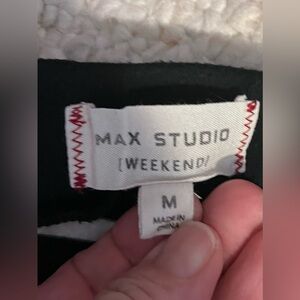 MAX STUDIO
[WEEKEND/
M
MADE IN
CHINA